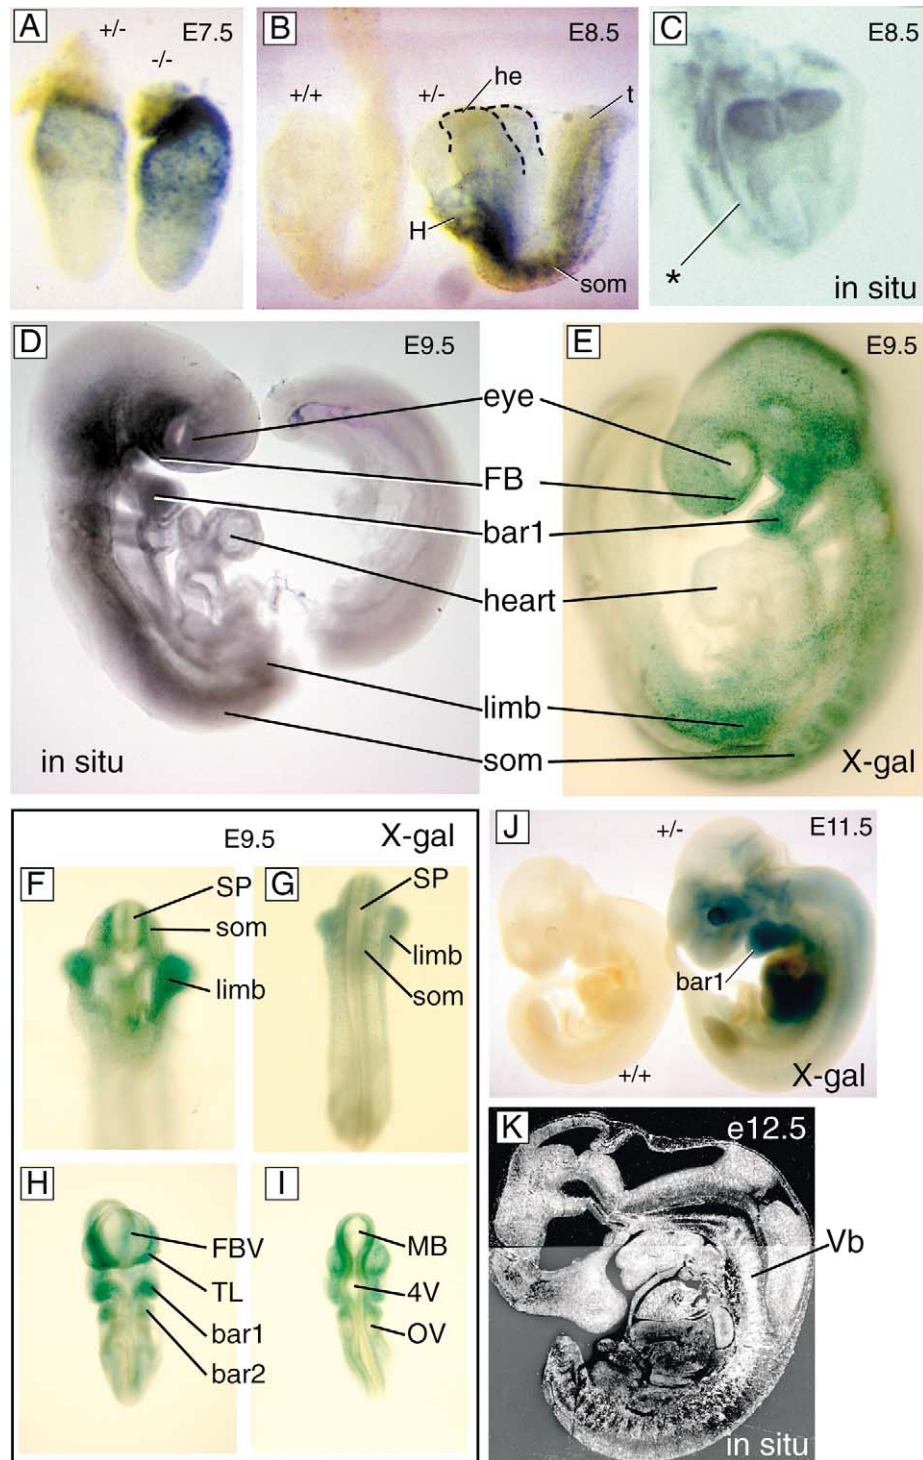 A
+/-
E7.5
-/-
B
E8.5
+/+
+/-
he
t
H
som
C
E8.5
*
in situ
D
E9.5
in situ
eye
FB
bar1
heart
limb
som
E
E9.5
X-gal
E9.5
X-gal
F
SP
som
limb
G
SP
limb
som
H
FBV
TL
bar1
bar2
I
MB
4V
OV
J
+/-
E11.5
bar1
+/+
X-gal
K
e12.5
Vb
in situ